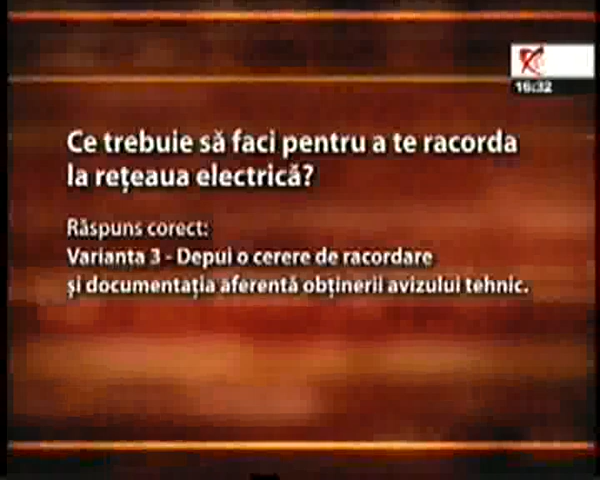 16:32
Ce trebuie să faci pentru a te racorda
la rețeaua electrică?
Răspuns corect:
Varianta 3 - Depui o cerere de racordare
și documentația aferentă obținerii avizului tehnic.